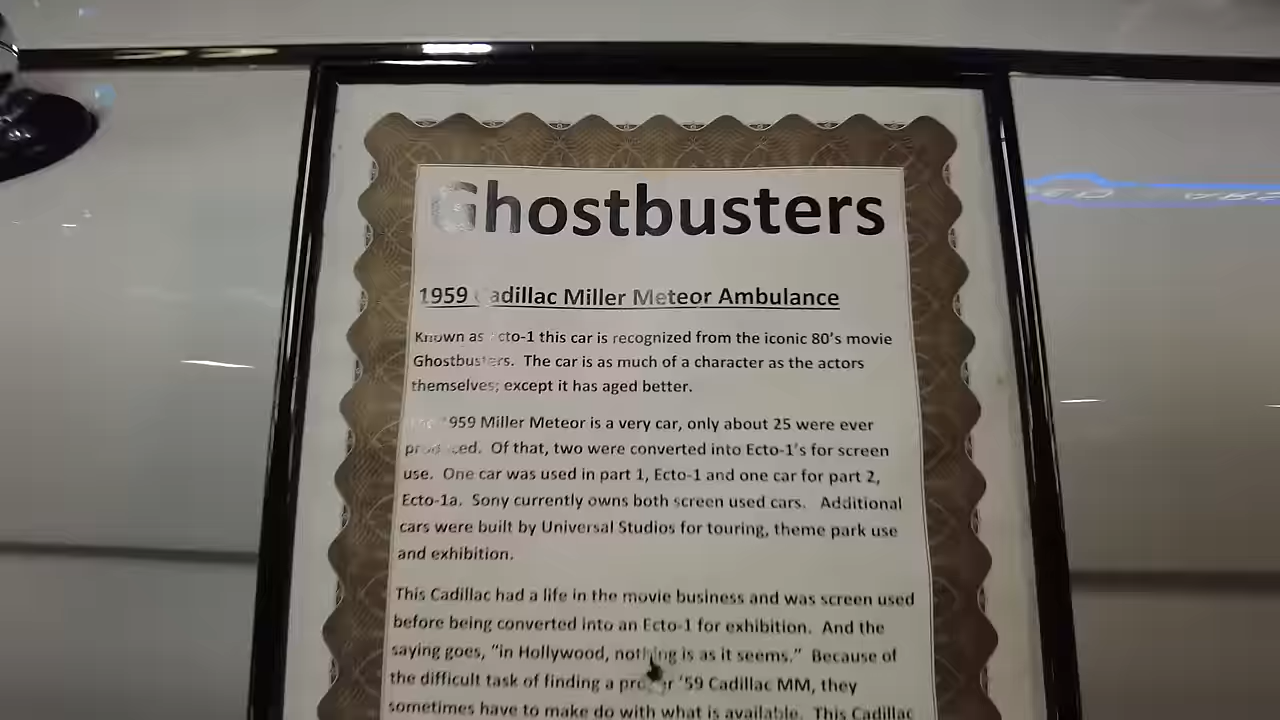 Ghostbusters
1959 Cadillac Miller Meteor Ambulance
Known as Ecto-1 this car is recognized from the iconic 80's movie
Ghostbusters. The car is as much of a character as the actors
themselves; except it has aged better.
The 1959 Miller Meteor is a very car, only about 25 were ever
produced. Of that, two were converted into Ecto-1's for screen
use. One car was used in part 1, Ecto-1 and one car for part 2,
Ecto-1a. Sony currently owns both screen used cars. Additional
cars were built by Universal Studios for touring, theme park use
and exhibition.
This Cadillac had a life in the movie business and was screen used
before being converted into an Ecto-1 for exhibition. And the
saying goes, "in Hollywood, nothing is as it seems." Because of
the difficult task of finding a proper '59 Cadillac MM, they
sometimes have to make do with what is available. This Cadillac